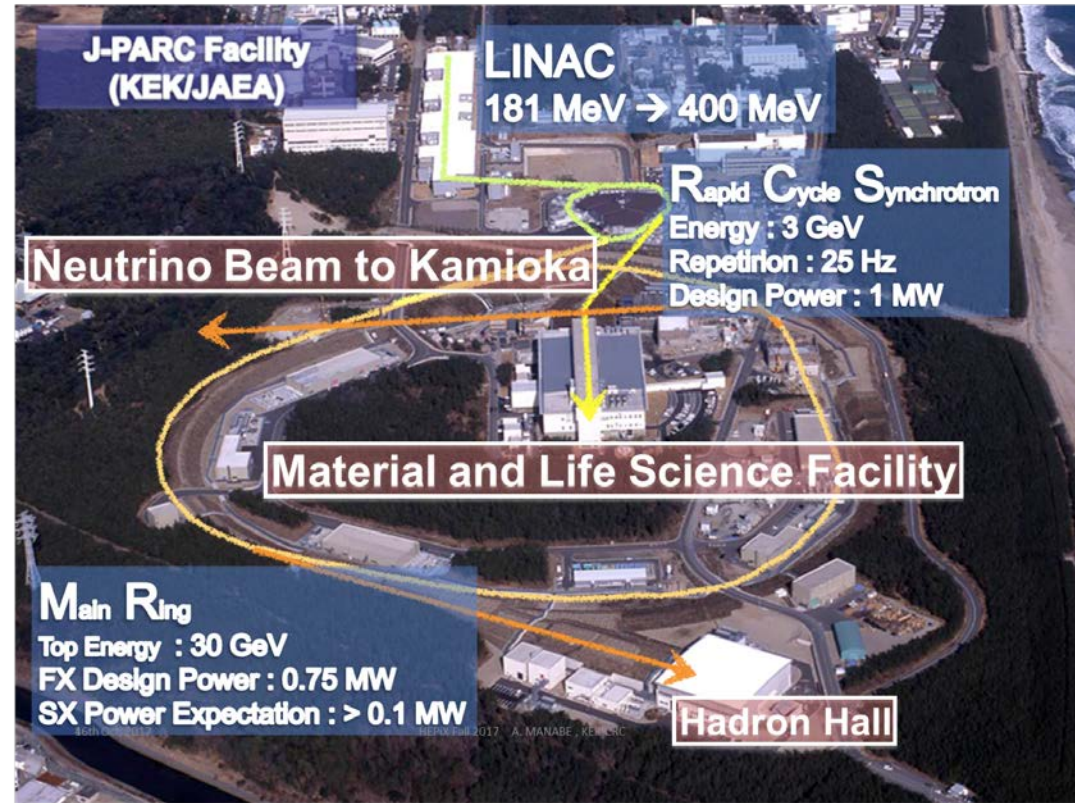 J-PARC Facility
(KEK/JAEA)
LINAC
181 MeV → 400 MeV
Rapid Cycle Synchrotron
Energy : 3 GeV
Repetirion : 25 Hz
Design Power : 1 MW
Neutrino Beam to Kamioka
Material and Life Science Facility
Main Ring
Top Energy : 30 GeV
FX Design Power : 0.75 MW
SX Power Expectation : > 0.1 MW
Hadron Hall
16th Oct 2017
HEPiX Fall 2017 A. MANABE , KEK CRC